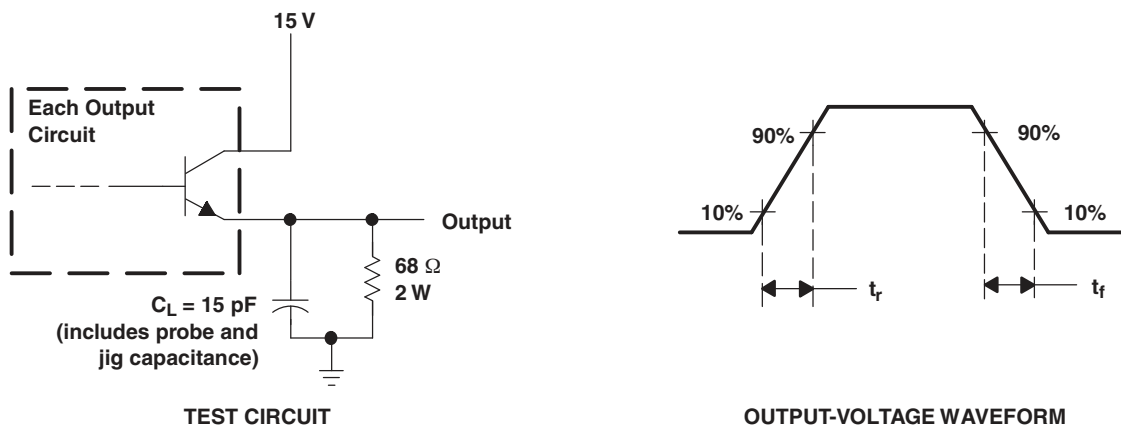 15 V
Each Output
Circuit
Output
68 Ω
2 W
C_L = 15 pF
(includes probe and
jig capacitance)
TEST CIRCUIT
90%
90%
10%
10%
t_r
t_f
OUTPUT-VOLTAGE WAVEFORM